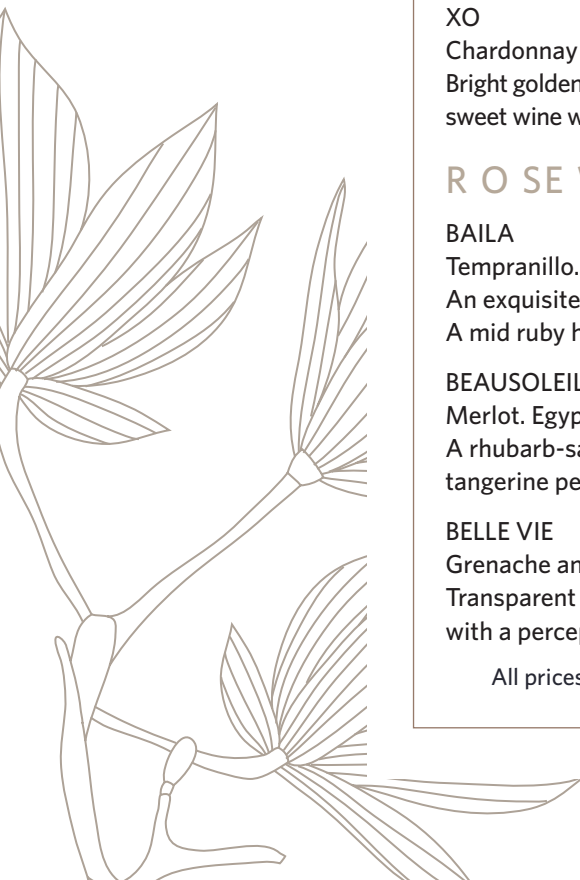 XO
Chardonnay
Bright golden
sweet wine w
ROSE
BAILA
Tempranillo.
An exquisite
A mid ruby h
BEAUSOLEIL
Merlot. Egyp
A rhubarb-sa
tangerine pe
BELLE VIE
Grenache an
Transparent
with a percep
All prices